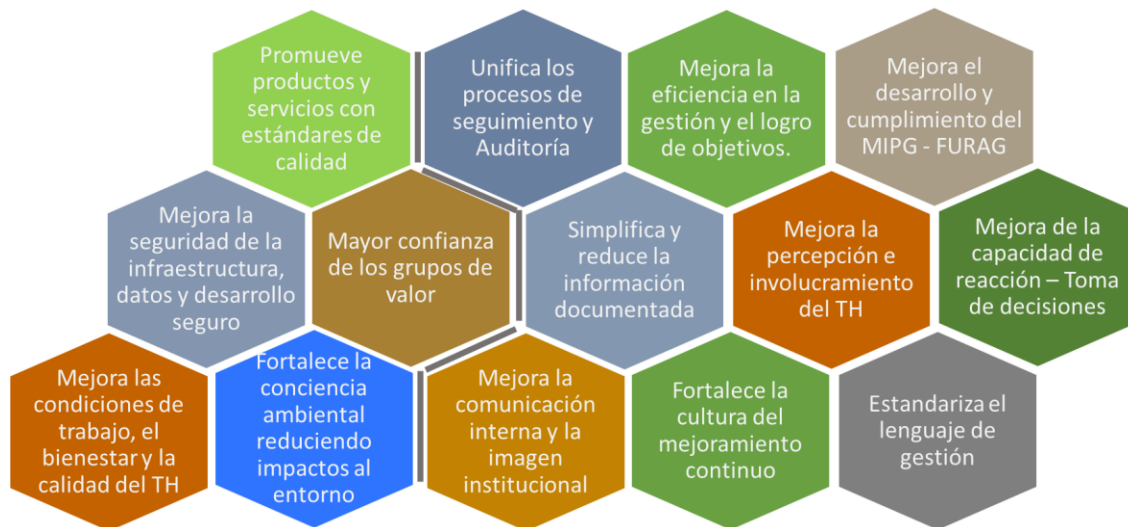 Promueve
productos y
servicios con
estándares de
calidad
Unifica los
procesos de
seguimiento y
Auditoría
Mejora la
eficiencia en la
gestión y el logro
de objetivos.
Mejora el
desarrollo y
cumplimiento del
MIPG - FURAG
Mejora la
seguridad de la
infraestructura,
datos y desarrollo
seguro
Mayor confianza
de los grupos de
valor
Simplifica y
reduce la
información
documentada
Mejora la
percepción e
involucramiento
del TH
Mejora de la
capacidad de
reacción – Toma
de decisiones
Mejora las
condiciones de
trabajo, el
bienestar y la
calidad del TH
Fortalece la
conciencia
ambiental
reduciendo
impactos al
entorno
Mejora la
comunicación
interna y la
imagen
institucional
Fortalece la
cultura del
mejoramiento
continuo
Estandariza el
lenguaje de
gestión